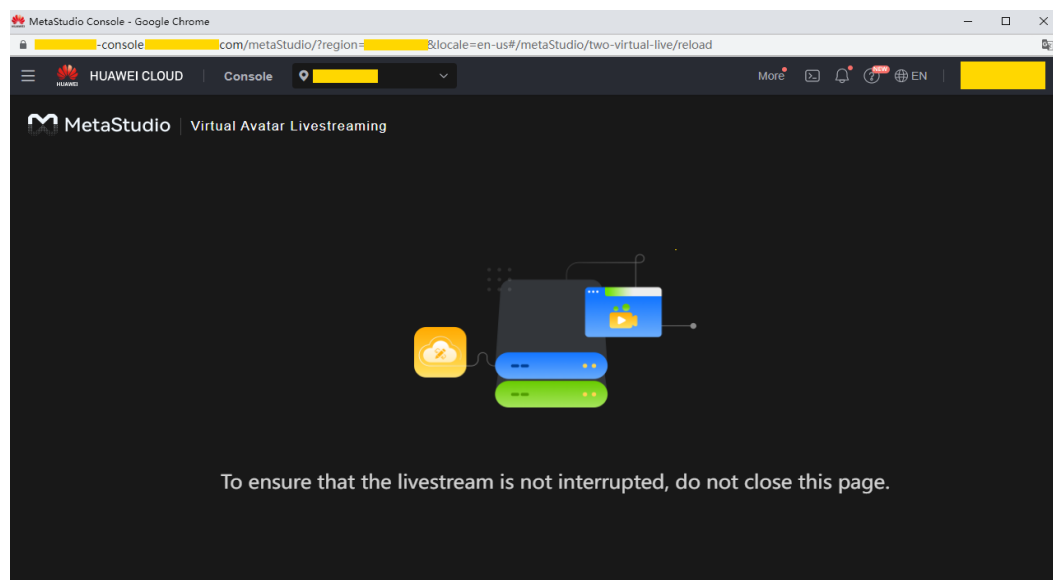 MetaStudio Console - Google Chrome
-console com/metaStudio/?region= &locale=en-us#/metaStudio/two-virtual-live/reload
HUAWEI HUAWEI CLOUD Console More NEW EN
MetaStudio Virtual Avatar Livestreaming
To ensure that the livestream is not interrupted, do not close this page.